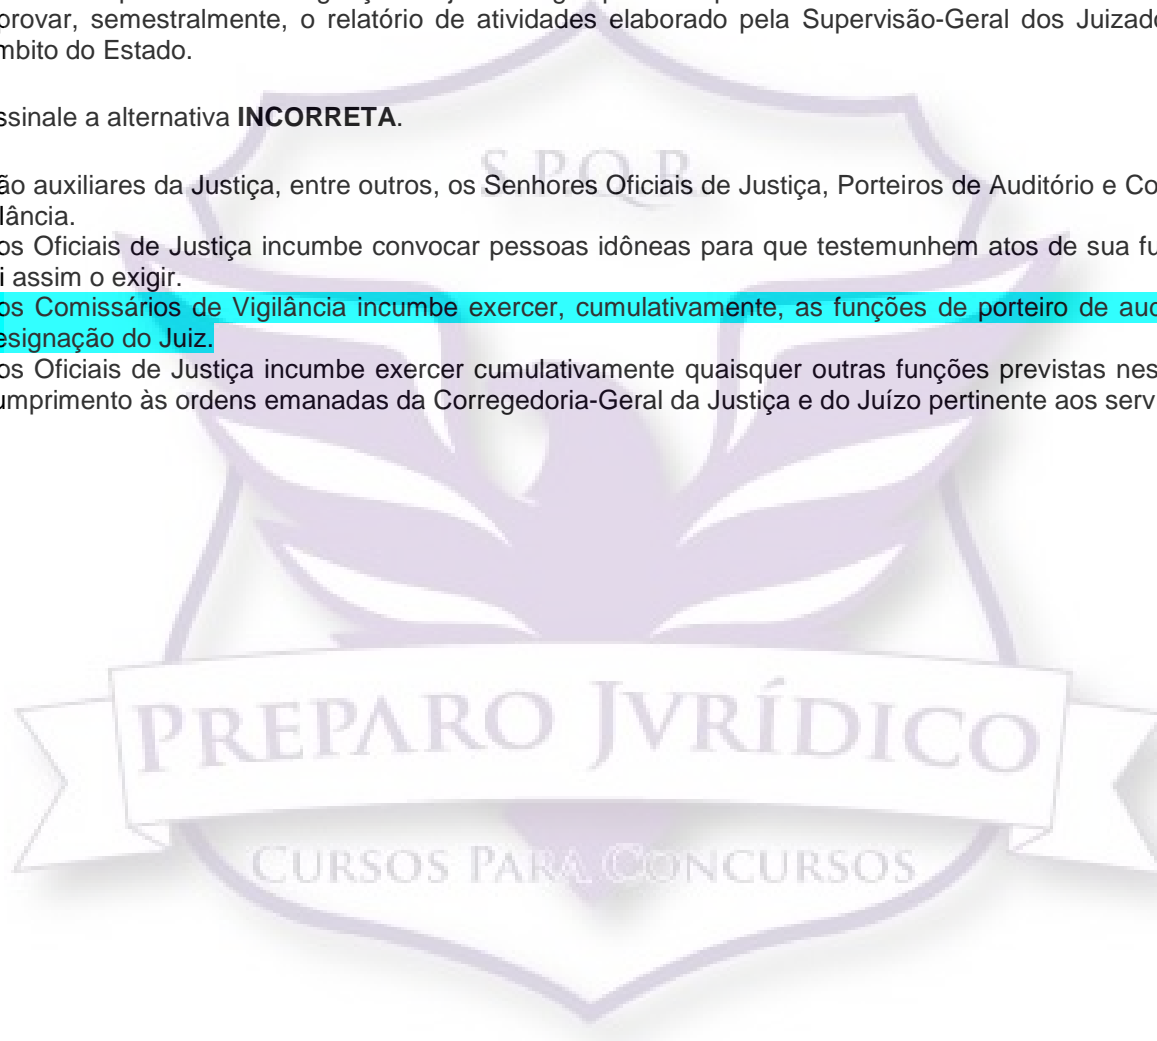 provar, semestralmente, o relatório de atividades elaborado pela Supervisão-Geral dos Juizado
mbito do Estado.
ssinale a alternativa INCORRETA.
ão auxiliares da Justiça, entre outros, os Senhores Oficiais de Justiça, Porteiros de Auditório e Co
lância.
os Oficiais de Justiça incumbe convocar pessoas idôneas para que testemunhem atos de sua fu
i assim o exigir.
os Comissários de Vigilância incumbe exercer, cumulativamente, as funções de porteiro de aud
esignação do Juiz.
os Oficiais de Justiça incumbe exercer cumulativamente quaisquer outras funções previstas nes
umprimento às ordens emanadas da Corregedoria-Geral da Justiça e do Juízo pertinente aos serv
S.P.Q.R.
PREPARO JVRÍDICO
CURSOS PARA CONCURSOS